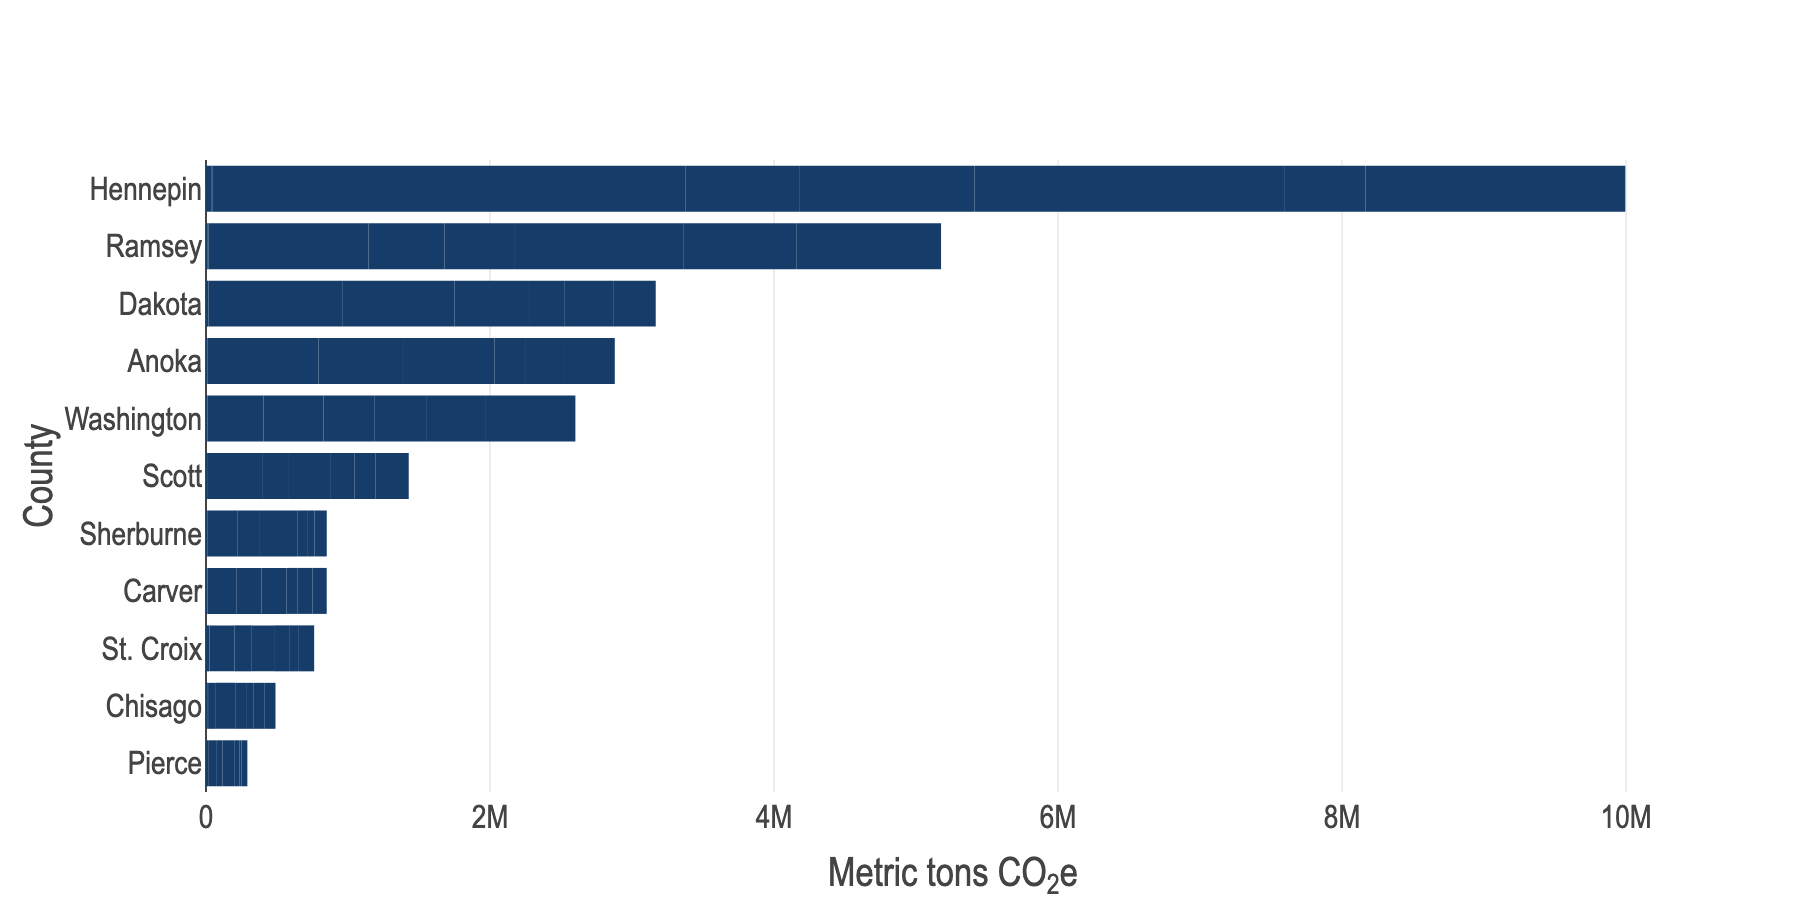 Hennepin
Ramsey
Dakota
Anoka
Washington
Scott
Sherburne
Carver
St. Croix
Chisago
Pierce
County
0 2M 4M 6M 8M 10M
Metric tons CO₂e